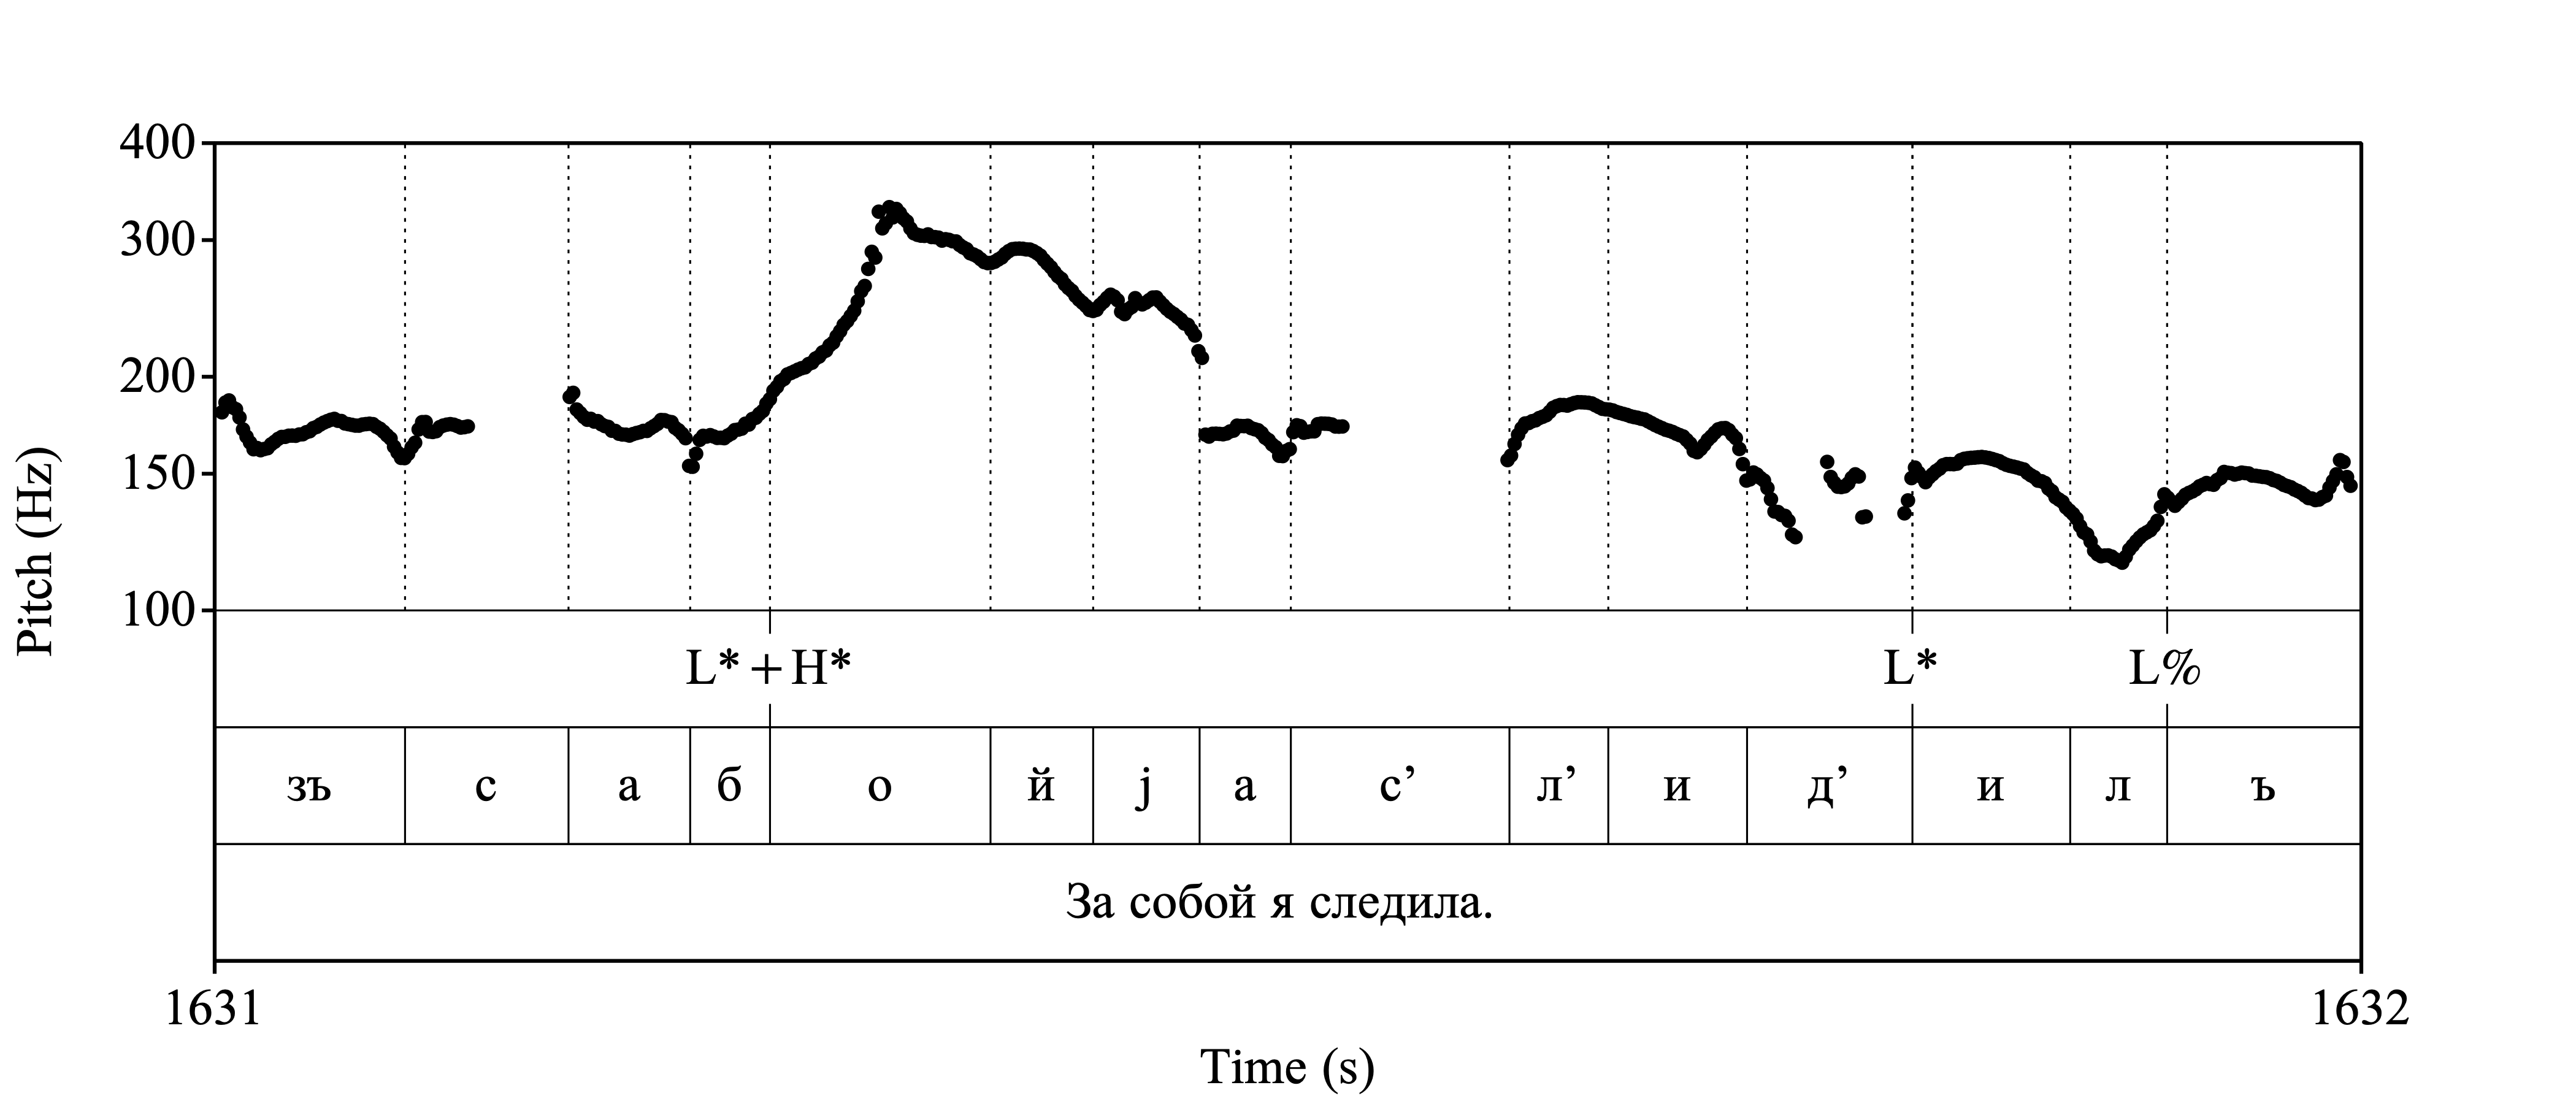 400
300
200
150
100
Pitch (Hz)
L* + H* L* L%
зъ с а б о й j а с’ л’ и д’ и л ъ
За собой я следила.
1631 1632
Time (s)